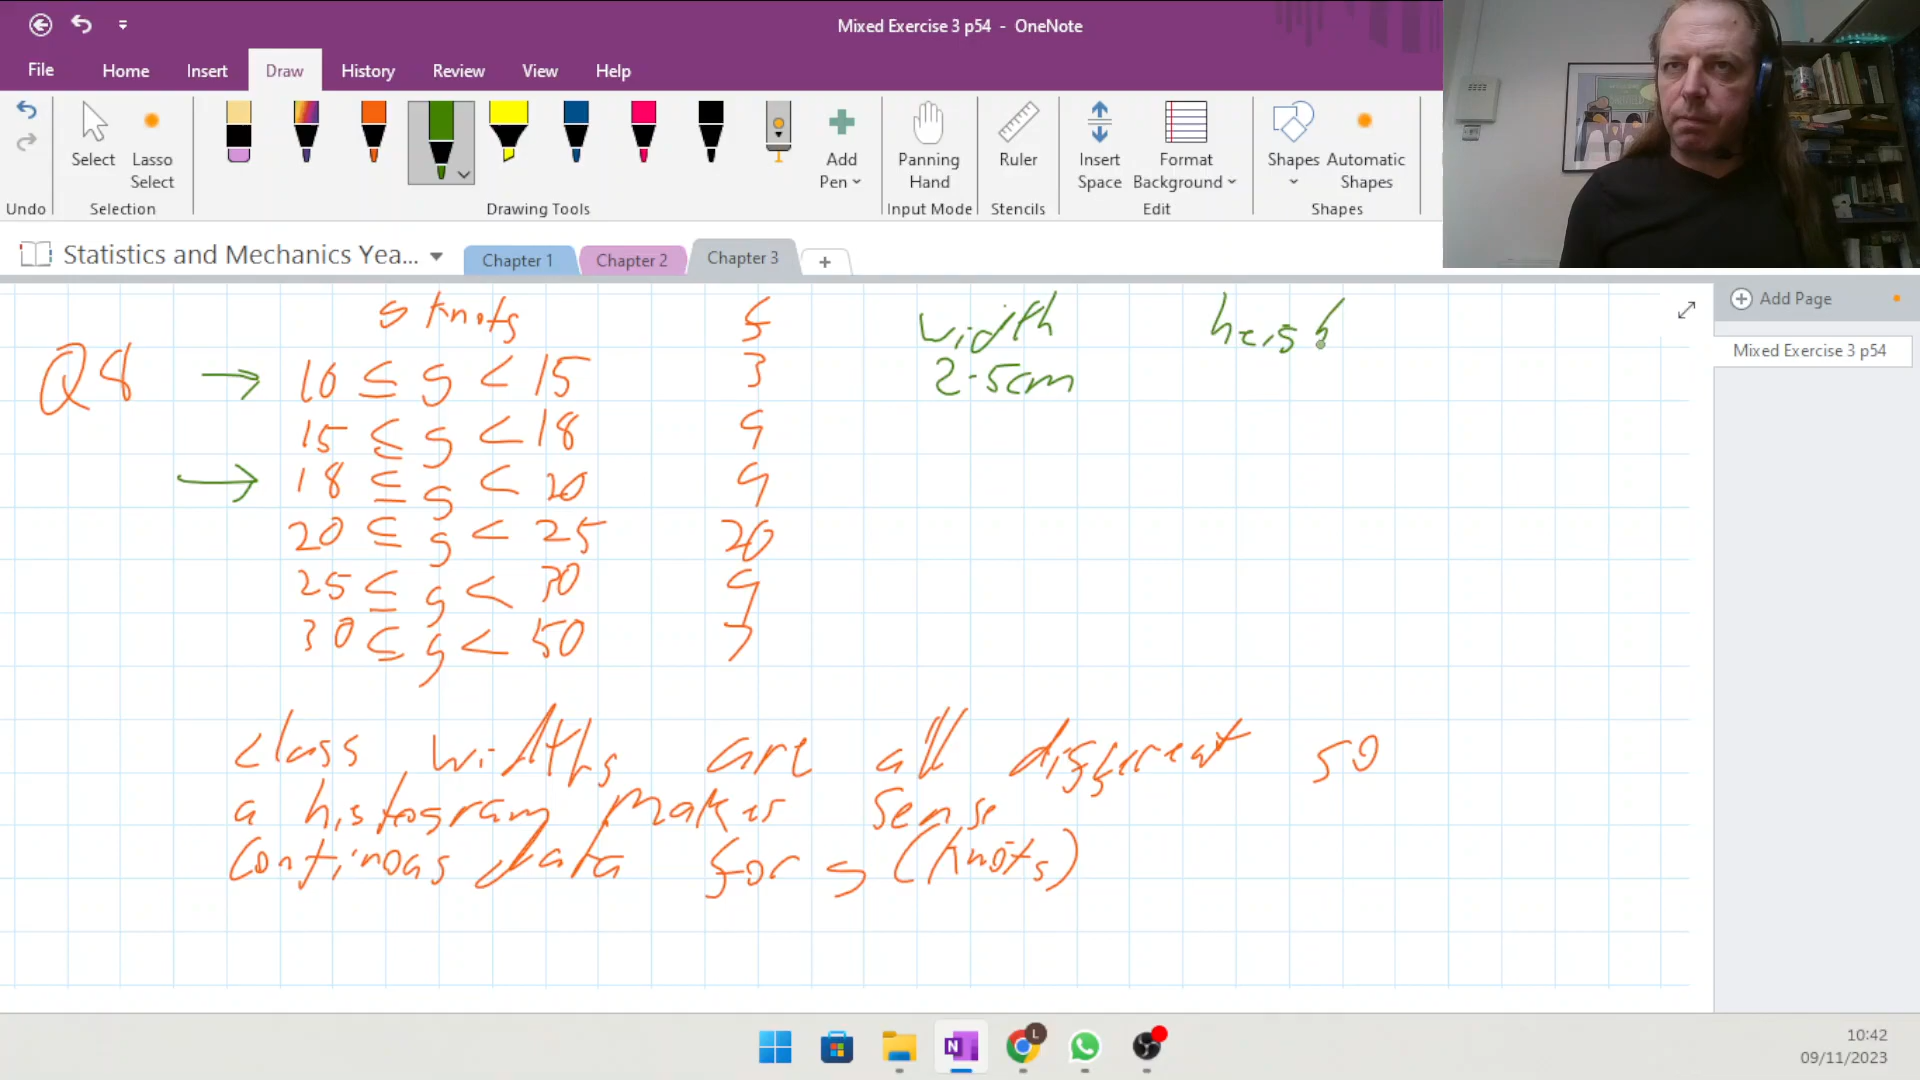 Mixed Exercise 3 p54 - OneNote
File Home Insert Draw History Review View Help
Undo
Select
Lasso Select
Selection
Drawing Tools
Add Pen
Panning Hand
Input Mode
Ruler
Stencils
Insert Space
Format Background
Edit
Shapes
Automatic Shapes
Shapes
Statistics and Mechanics Yea...
Chapter 1
Chapter 2
Chapter 3
Add Page
Mixed Exercise 3 p54
g knots f width heigh
Q8 → 10 ≤ g < 15 3 2.5cm
15 ≤ g < 18 9
→ 18 ≤ g < 20 9
20 ≤ g < 25 20
25 ≤ g < 30 9
30 ≤ g < 50 7
class widths are all different so
a histogram makes sense
continous data for g (knots)
10:42
09/11/2023